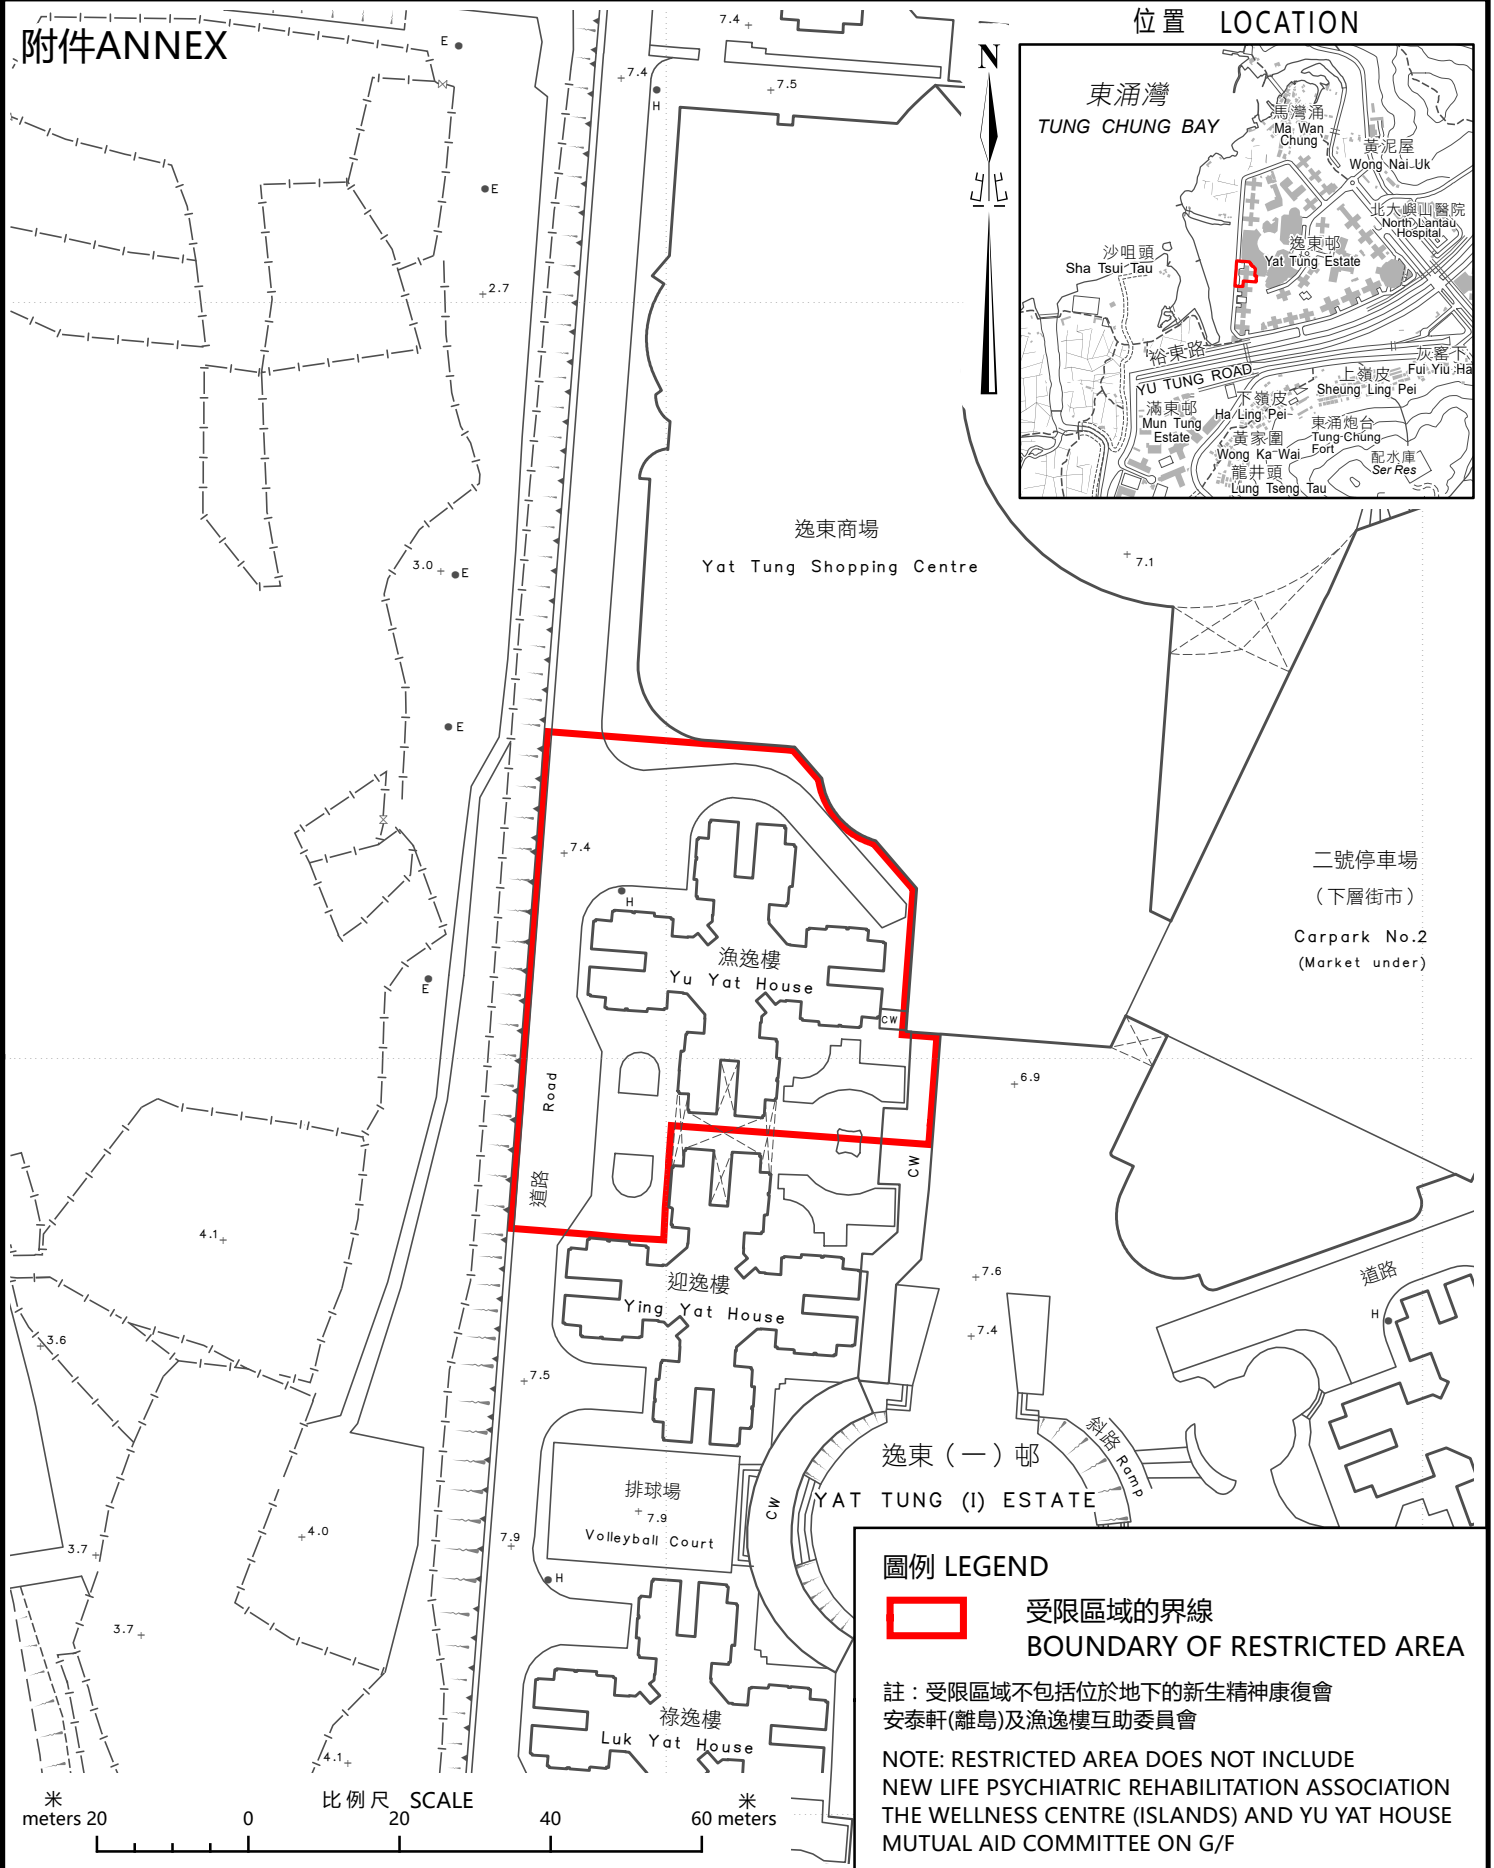 附件ANNEX
位置 LOCATION
N
東涌灣
TUNG CHUNG BAY
馬灣涌
Ma Wan
Chung
黃泥屋
Wong Nai Uk
北大嶼山醫院
North Lantau
Hospital
逸東邨
Yat Tung Estate
沙咀頭
Sha Tsui Tau
裕東路
YU TUNG ROAD
灰窰下
Fui Yiu Ha
上嶺皮
Sheung Ling Pei
下嶺皮
Ha Ling Pei
滿東邨
Mun Tung
Estate
東涌炮台
Tung Chung
Fort
黃家圍
Wong Ka Wai
配水庫
Ser Res
龍井頭
Lung Tseng Tau
E
7.4
7.4
H
7.5
E
2.7
逸東商場
Yat Tung Shopping Centre
7.1
3.0
E
E
7.4
二號停車場
（下層街市）
Carpark No.2
(Market under)
H
漁逸樓
Yu Yat House
E
CW
6.9
Road
道路
CW
4.1
迎逸樓
Ying Yat House
7.6
道路
H
3.6
7.4
7.5
斜路 Ramp
逸東（一）邨
YAT TUNG (I) ESTATE
排球場
7.9
Volleyball Court
CW
4.0
7.9
3.7
H
3.7
祿逸樓
Luk Yat House
4.1
圖例 LEGEND
受限區域的界線
BOUNDARY OF RESTRICTED AREA
註：受限區域不包括位於地下的新生精神康復會
安泰軒(離島)及漁逸樓互助委員會
NOTE: RESTRICTED AREA DOES NOT INCLUDE
NEW LIFE PSYCHIATRIC REHABILITATION ASSOCIATION
THE WELLNESS CENTRE (ISLANDS) AND YU YAT HOUSE
MUTUAL AID COMMITTEE ON G/F
米 比例尺 SCALE 米
meters 20 0 20 40 60 meters